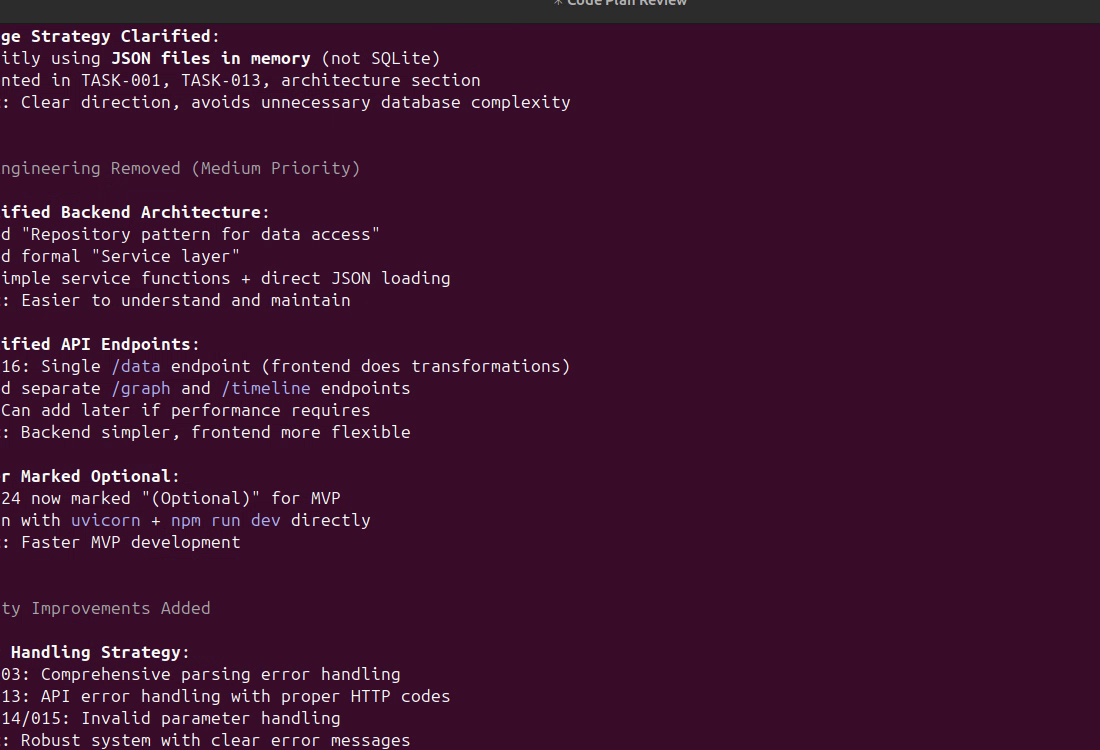 * Code Plan Review
ge Strategy Clarified:
itly using JSON files in memory (not SQLite)
nted in TASK-001, TASK-013, architecture section
: Clear direction, avoids unnecessary database complexity
ngineering Removed (Medium Priority)
ified Backend Architecture:
d "Repository pattern for data access"
d formal "Service layer"
imple service functions + direct JSON loading
: Easier to understand and maintain
ified API Endpoints:
16: Single /data endpoint (frontend does transformations)
d separate /graph and /timeline endpoints
Can add later if performance requires
: Backend simpler, frontend more flexible
r Marked Optional:
24 now marked "(Optional)" for MVP
n with uvicorn + npm run dev directly
: Faster MVP development
ty Improvements Added
Handling Strategy:
03: Comprehensive parsing error handling
13: API error handling with proper HTTP codes
14/015: Invalid parameter handling
: Robust system with clear error messages